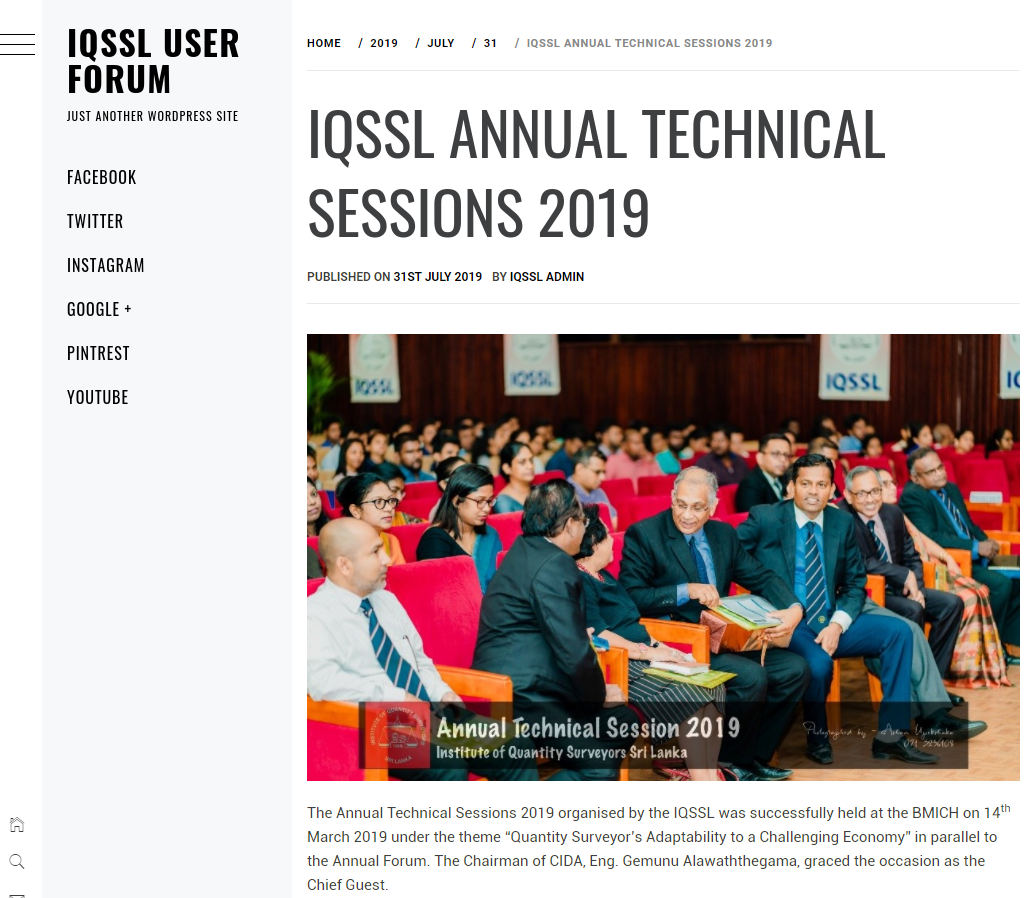 IQSSL USER
FORUM
JUST ANOTHER WORDPRESS SITE
FACEBOOK
TWITTER
INSTAGRAM
GOOGLE +
PINTREST
YOUTUBE
HOME / 2019 / JULY / 31 / IQSSL ANNUAL TECHNICAL SESSIONS 2019
IQSSL ANNUAL TECHNICAL
SESSIONS 2019
PUBLISHED ON 31ST JULY 2019 BY IQSSL ADMIN
IQSSL
IQSSL
IQSSL
Annual Technical Session 2019
Institute of Quantity Surveyors Sri Lanka
Photographed by -
The Annual Technical Sessions 2019 organised by the IQSSL was successfully held at the BMICH on 14th
March 2019 under the theme “Quantity Surveyor’s Adaptability to a Challenging Economy” in parallel to
the Annual Forum. The Chairman of CIDA, Eng. Gemunu Alawaththegama, graced the occasion as the
Chief Guest.